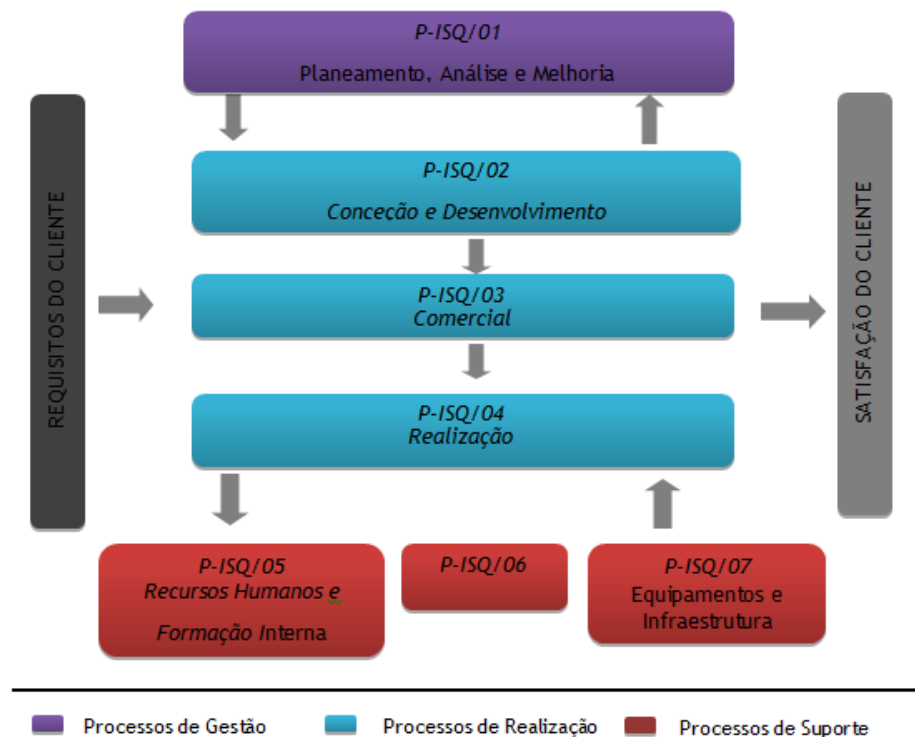 P-ISQ/01
Planeamento, Análise e Melhoria
REQUISITOS DO CLIENTE
P-ISQ/02
Conceção e Desenvolvimento
P-ISQ/03
Comercial
P-ISQ/04
Realização
SATISFAÇÃO DO CLIENTE
P-ISQ/05
Recursos Humanos e
Formação Interna
P-ISQ/06
P-ISQ/07
Equipamentos e
Infraestrutura
Processos de Gestão
Processos de Realização
Processos de Suporte